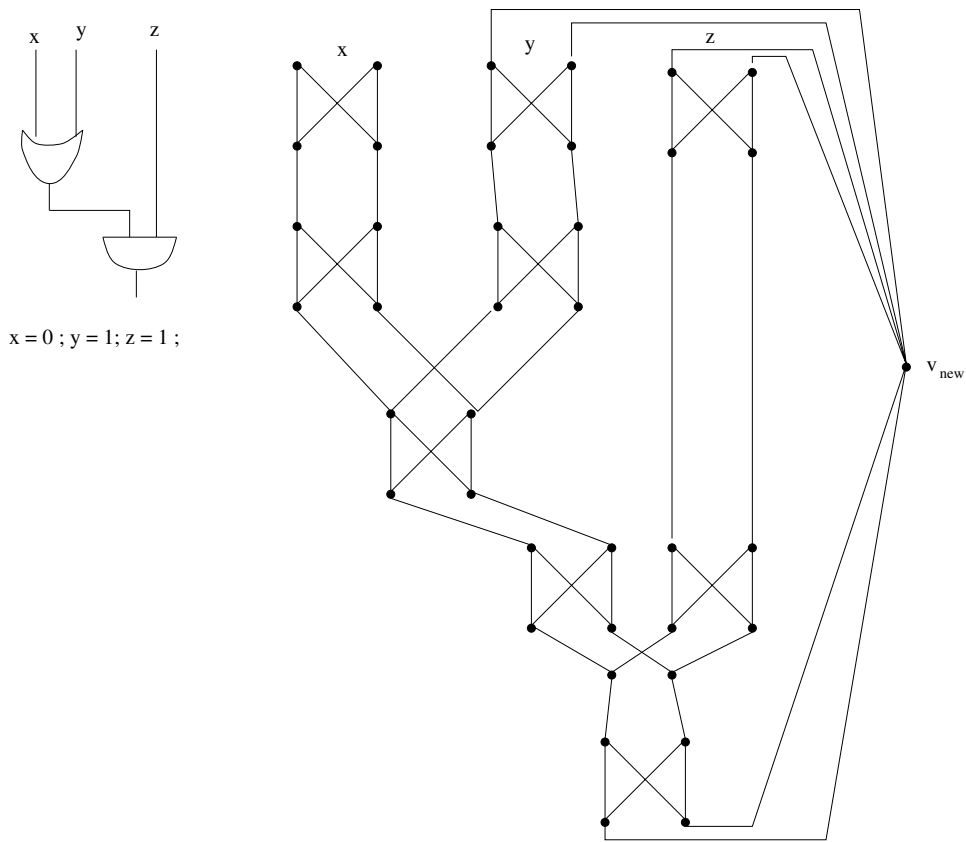 x y z
x = 0 ; y = 1; z = 1 ;
x y z
v new